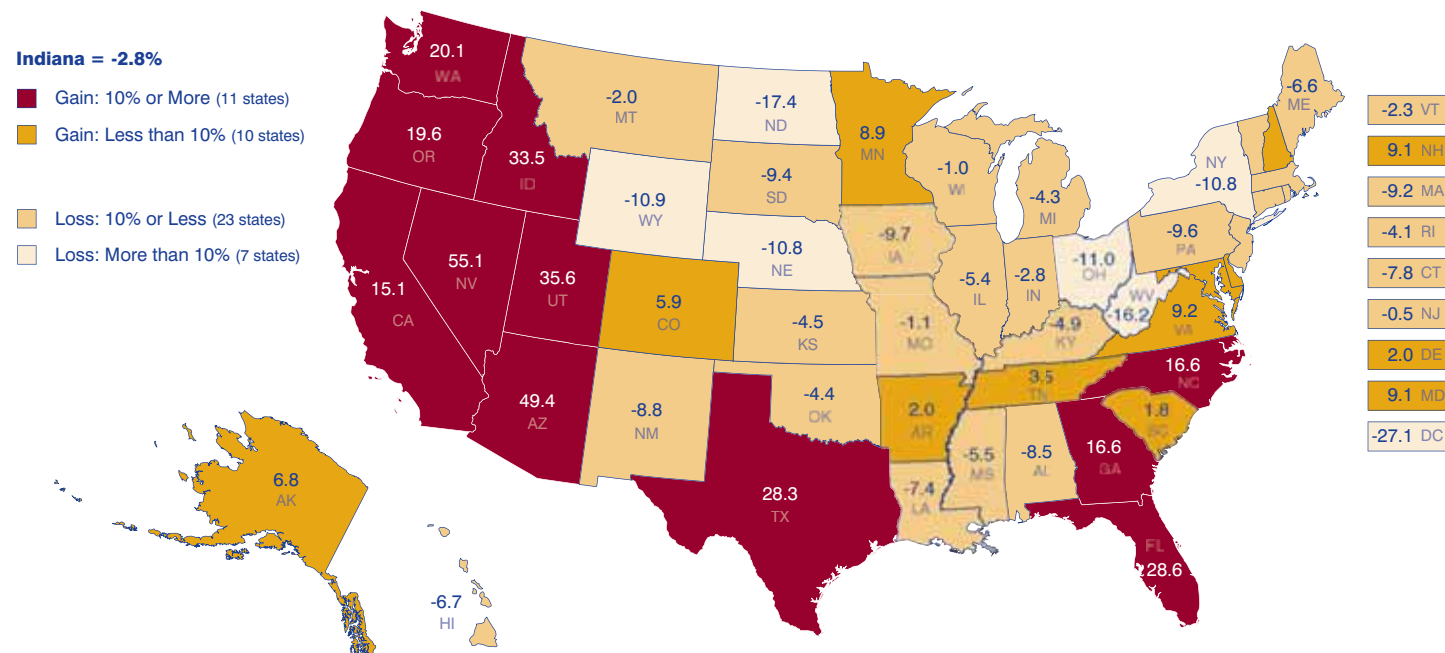 Indiana = -2.8%
Gain: 10% or More (11 states)
Gain: Less than 10% (10 states)
Loss: 10% or Less (23 states)
Loss: More than 10% (7 states)
20.1
WA
19.6
OR
33.5
ID
-2.0
MT
-17.4
ND
8.9
MN
-9.4
SD
-10.9
WY
-10.8
NE
-1.0
WI
-4.3
MI
-9.7
IA
15.1
CA
55.1
NV
35.6
UT
5.9
CO
-4.5
KS
-1.1
MO
-5.4
IL
-2.8
IN
-11.0
OH
-9.6
PA
NY
-10.8
-6.6
ME
WV
-16.2
9.2
VA
-4.9
KY
3.5
TN
16.6
NC
1.8
SC
49.4
AZ
-8.8
NM
-4.4
OK
2.0
AR
-5.5
MS
-8.5
AL
16.6
GA
28.3
TX
-7.4
LA
FL
28.6
6.8
AK
-6.7
HI
-2.3 VT
9.1 NH
-9.2 MA
-4.1 RI
-7.8 CT
-0.5 NJ
2.0 DE
9.1 MD
-27.1 DC